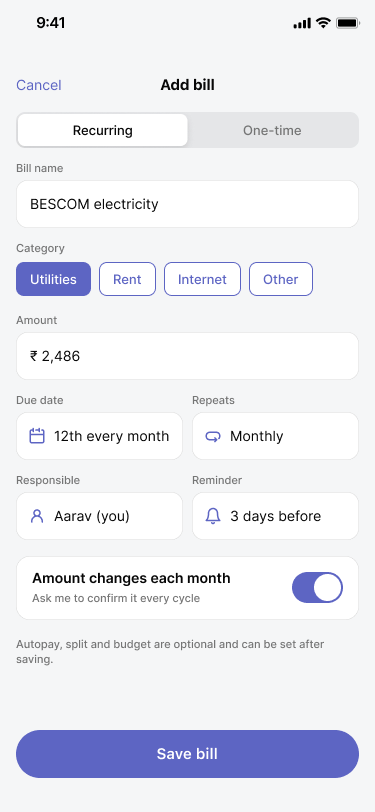 9:41
Cancel
Add bill
Recurring
One-time
Bill name
BESCOM electricity
Category
Utilities
Rent
Internet
Other
Amount
₹ 2,486
Due date
Repeats
12th every month
Monthly
Responsible
Reminder
Aarav (you)
3 days before
Amount changes each month
Ask me to confirm it every cycle
Autopay, split and budget are optional and can be set after
saving.
Save bill